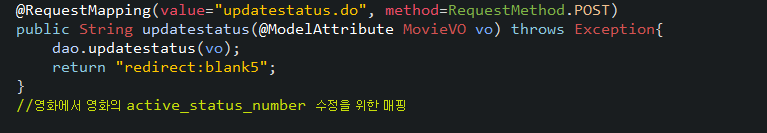 @RequestMapping(value="updatestatus.do", method=RequestMethod.POST)
public String updatestatus(@ModelAttribute MovieVO vo) throws Exception{
dao.updatestatus(vo);
return "redirect:blank5";
}
//영화에서 영화의 active_status_number 수정을 위한 매핑